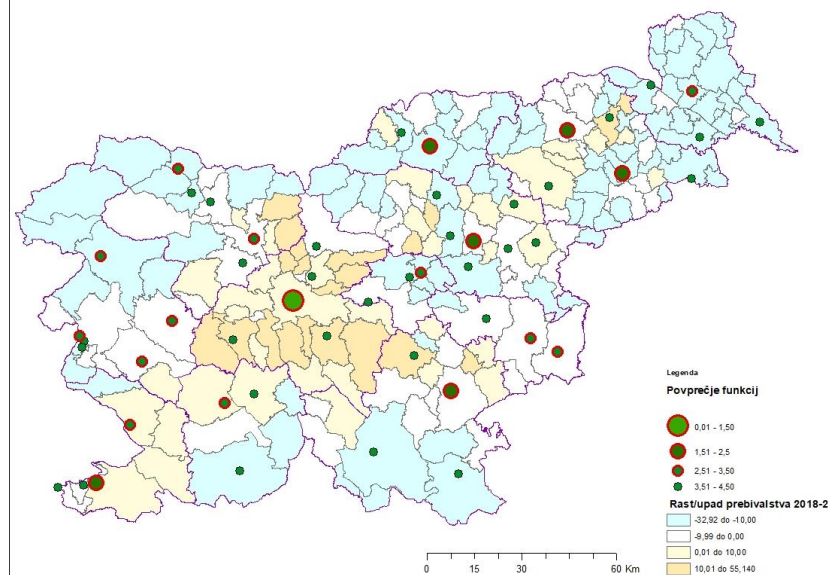 Legenda
Povprečje funkcij
0,01 - 1,50
1,51 - 2,5
2,51 - 3,50
3,51 - 4,50
Rast/upad prebivalstva 2018-2
-32,92 do -10,00
-9,99 do 0,00
0,01 do 10,00
10,01 do 55,140
0 15 30 60 Km